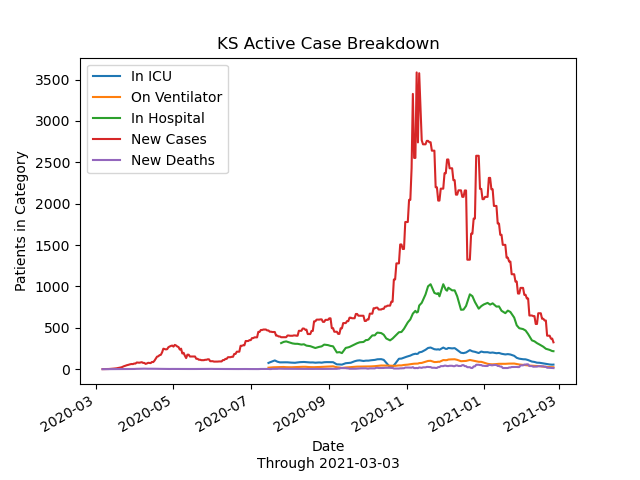 KS Active Case Breakdown
In ICU
On Ventilator
In Hospital
New Cases
New Deaths
3500
3000
2500
2000
1500
1000
500
0
Patients in Category
2020-03
2020-05
2020-07
2020-09
2020-11
2021-01
2021-03
Date
Through 2021-03-03